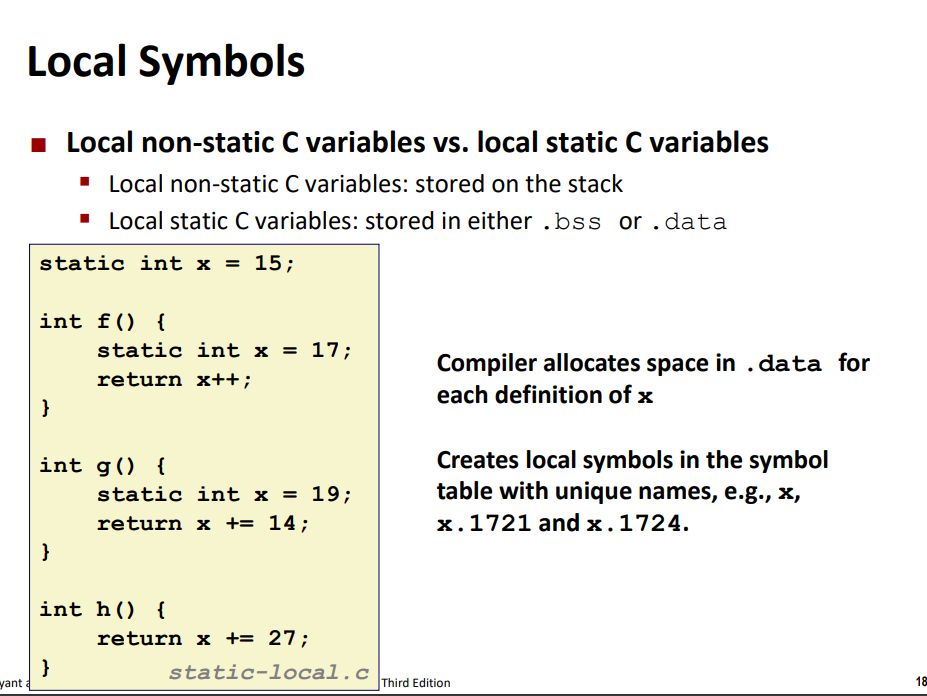 Local Symbols
Local non-static C variables vs. local static C variables
Local non-static C variables: stored on the stack
Local static C variables: stored in either .bss or .data
static int x = 15;
int f() {
    static int x = 17;
    return x++;
}
int g() {
    static int x = 19;
    return x += 14;
}
int h() {
    return x += 27;
}
static-local.c
Compiler allocates space in .data for
each definition of x
Creates local symbols in the symbol
table with unique names, e.g., x,
x.1721 and x.1724.
Third Edition
18